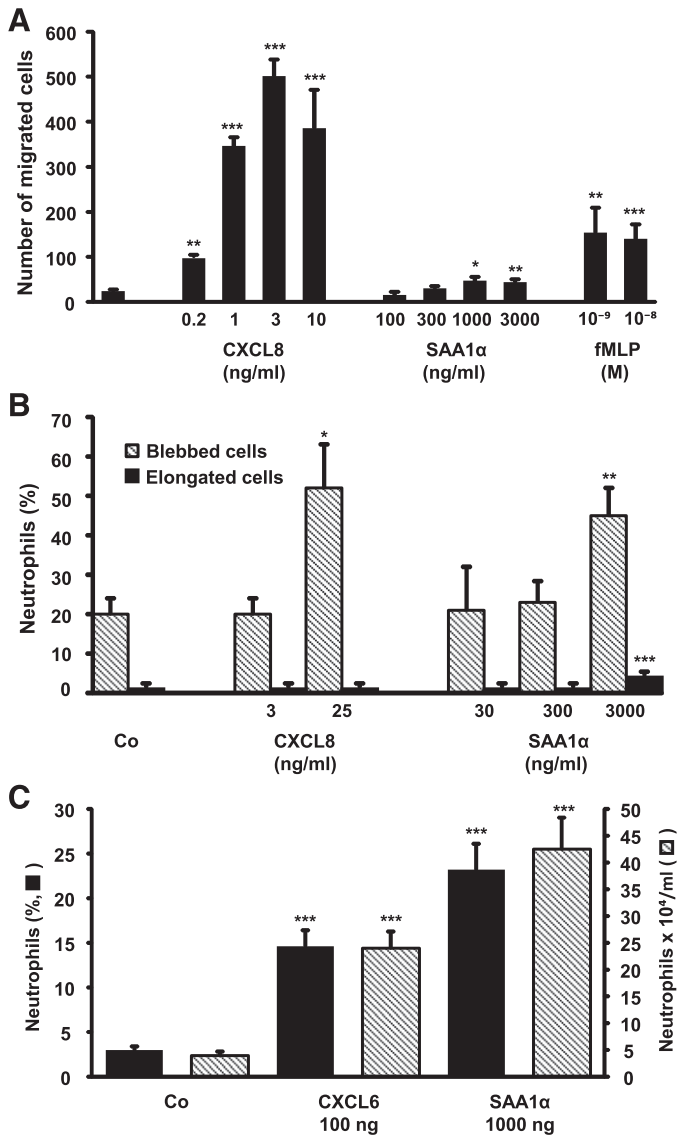 A
600
500
400
300
200
100
0
Number of migrated cells
**
***
***
***
*
**
**
***
0.2 1 3 10 100 300 1000 3000 10⁻⁹ 10⁻⁸
CXCL8 SAA1α fMLP
(ng/ml) (ng/ml) (M)
B
70
60
50
40
30
20
10
0
Neutrophils (%)
Blebbed cells
Elongated cells
*
**
***
3 25 30 300 3000
Co CXCL8 SAA1α
(ng/ml) (ng/ml)
C
30
25
20
15
10
5
0
Neutrophils (%, )
***
***
***
***
50
45
40
35
30
25
20
15
10
5
0
Neutrophils x 10⁴/ml ( )
Co CXCL6 SAA1α
100 ng 1000 ng